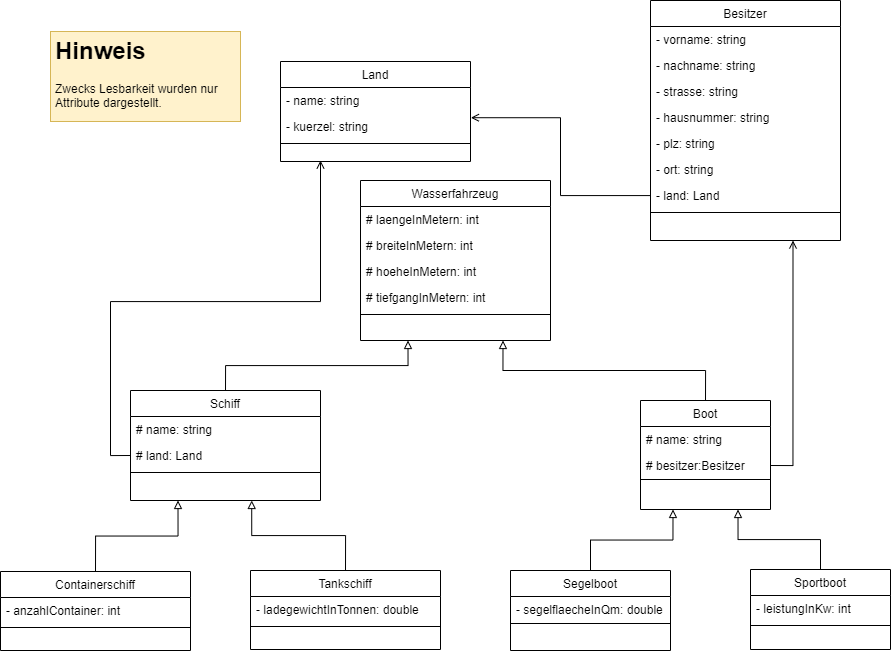 Hinweis
Zwecks Lesbarkeit wurden nur
Attribute dargestellt.
Land
- name: string
- kuerzel: string
Besitzer
- vorname: string
- nachname: string
- strasse: string
- hausnummer: string
- plz: string
- ort: string
- land: Land
Wasserfahrzeug
# laengeInMetern: int
# breiteInMetern: int
# hoeheInMetern: int
# tiefgangInMetern: int
Schiff
# name: string
# land: Land
Boot
# name: string
# besitzer:Besitzer
Containerschiff
- anzahlContainer: int
Tankschiff
- ladegewichtInTonnen: double
Segelboot
- segelflaecheInQm: double
Sportboot
- leistungInKw: int